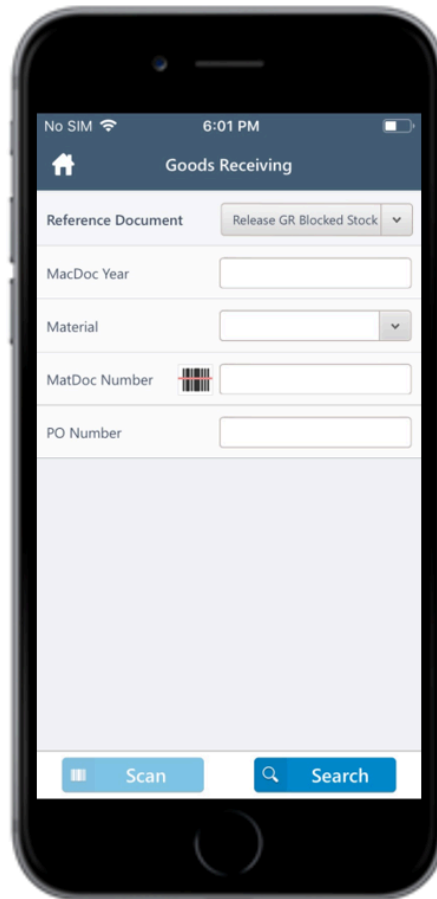 No SIM 6:01 PM
Goods Receiving
Reference Document Release GR Blocked Stock
MacDoc Year
Material
MatDoc Number
PO Number
Scan Search